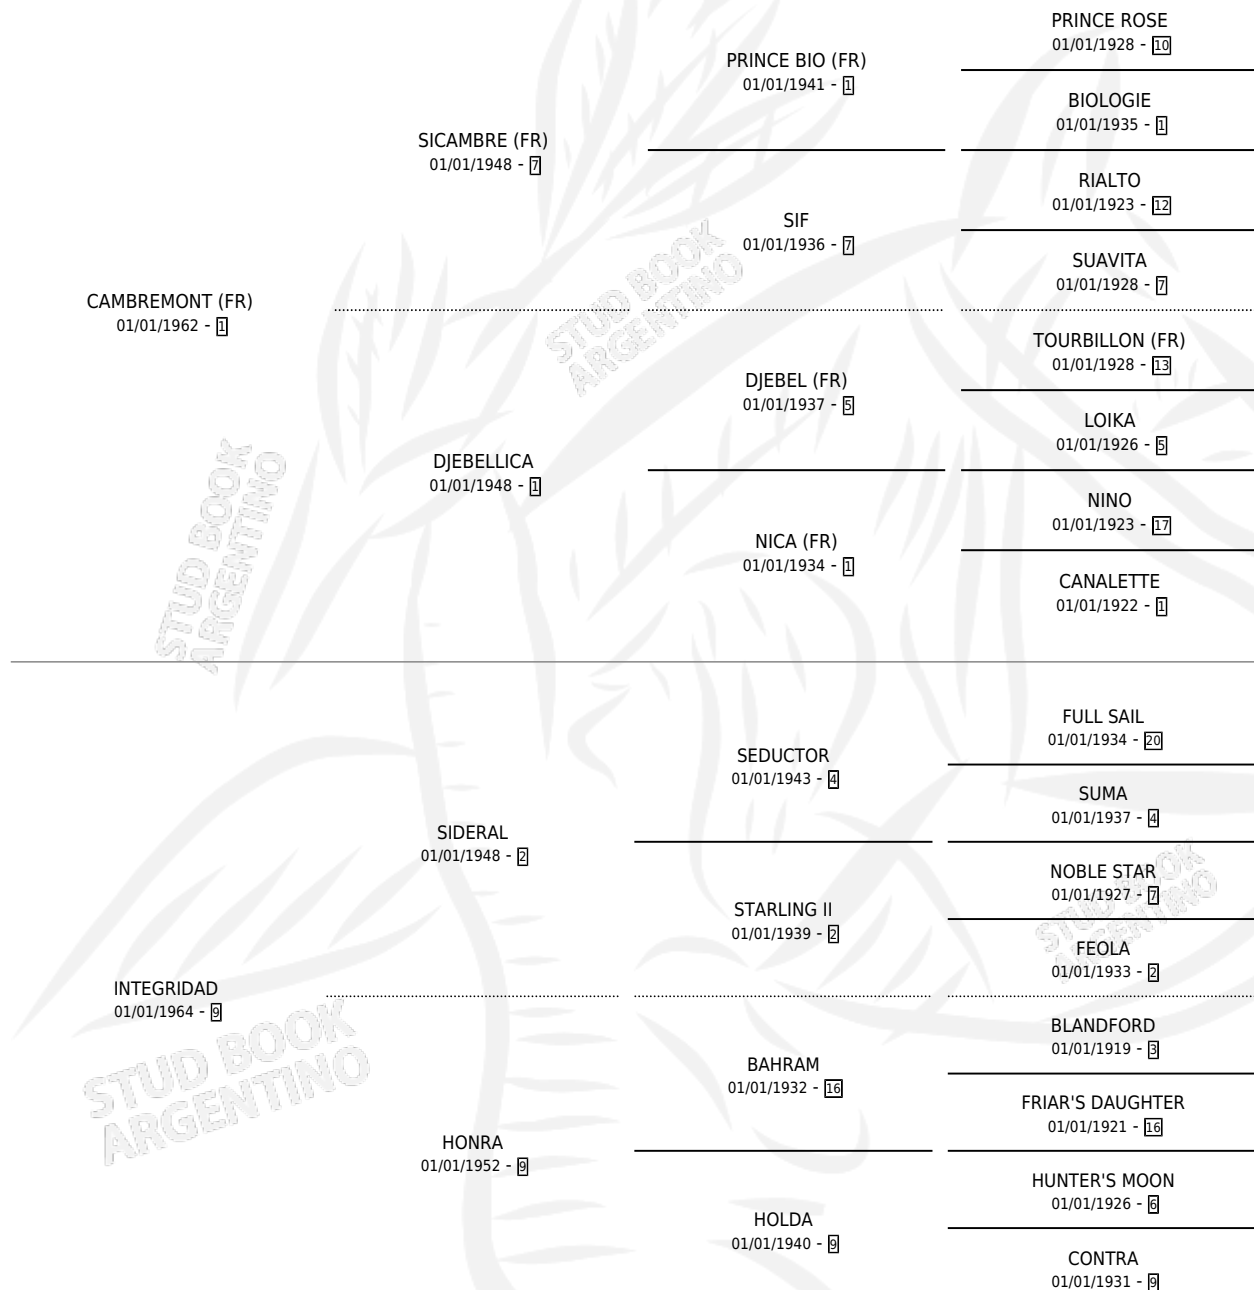 PRINCE ROSE
01/01/1928 - 10
PRINCE BIO (FR)
01/01/1941 - 1
BIOLOGIE
01/01/1935 - 1
SICAMBRE (FR)
01/01/1948 - 7
RIALTO
01/01/1923 - 12
SIF
01/01/1936 - 7
SUAVITA
01/01/1928 - 7
CAMBREMONT (FR)
01/01/1962 - 1
STUD BOOK
ARGENTINO
TOURBILLON (FR)
01/01/1928 - 13
DJEBEL (FR)
01/01/1937 - 5
LOIKA
01/01/1926 - 5
DJEBELLICA
01/01/1948 - 1
NINO
01/01/1923 - 17
NICA (FR)
01/01/1934 - 1
CANALETTE
01/01/1922 - 1
STUD BOOK
ARGENTINO
FULL SAIL
01/01/1934 - 20
SEDUCTOR
01/01/1943 - 4
SUMA
01/01/1937 - 4
SIDERAL
01/01/1948 - 2
NOBLE STAR
01/01/1927 - 7
STARLING II
01/01/1939 - 2
STUD BOOK
ARGENTINO
FEOLA
01/01/1933 - 2
INTEGRIDAD
01/01/1964 - 9
STUD BOOK
ARGENTINO
BLANDFORD
01/01/1919 - 3
BAHRAM
01/01/1932 - 16
FRIAR'S DAUGHTER
01/01/1921 - 16
HONRA
01/01/1952 - 9
HUNTER'S MOON
01/01/1926 - 6
HOLDA
01/01/1940 - 9
CONTRA
01/01/1931 - 9